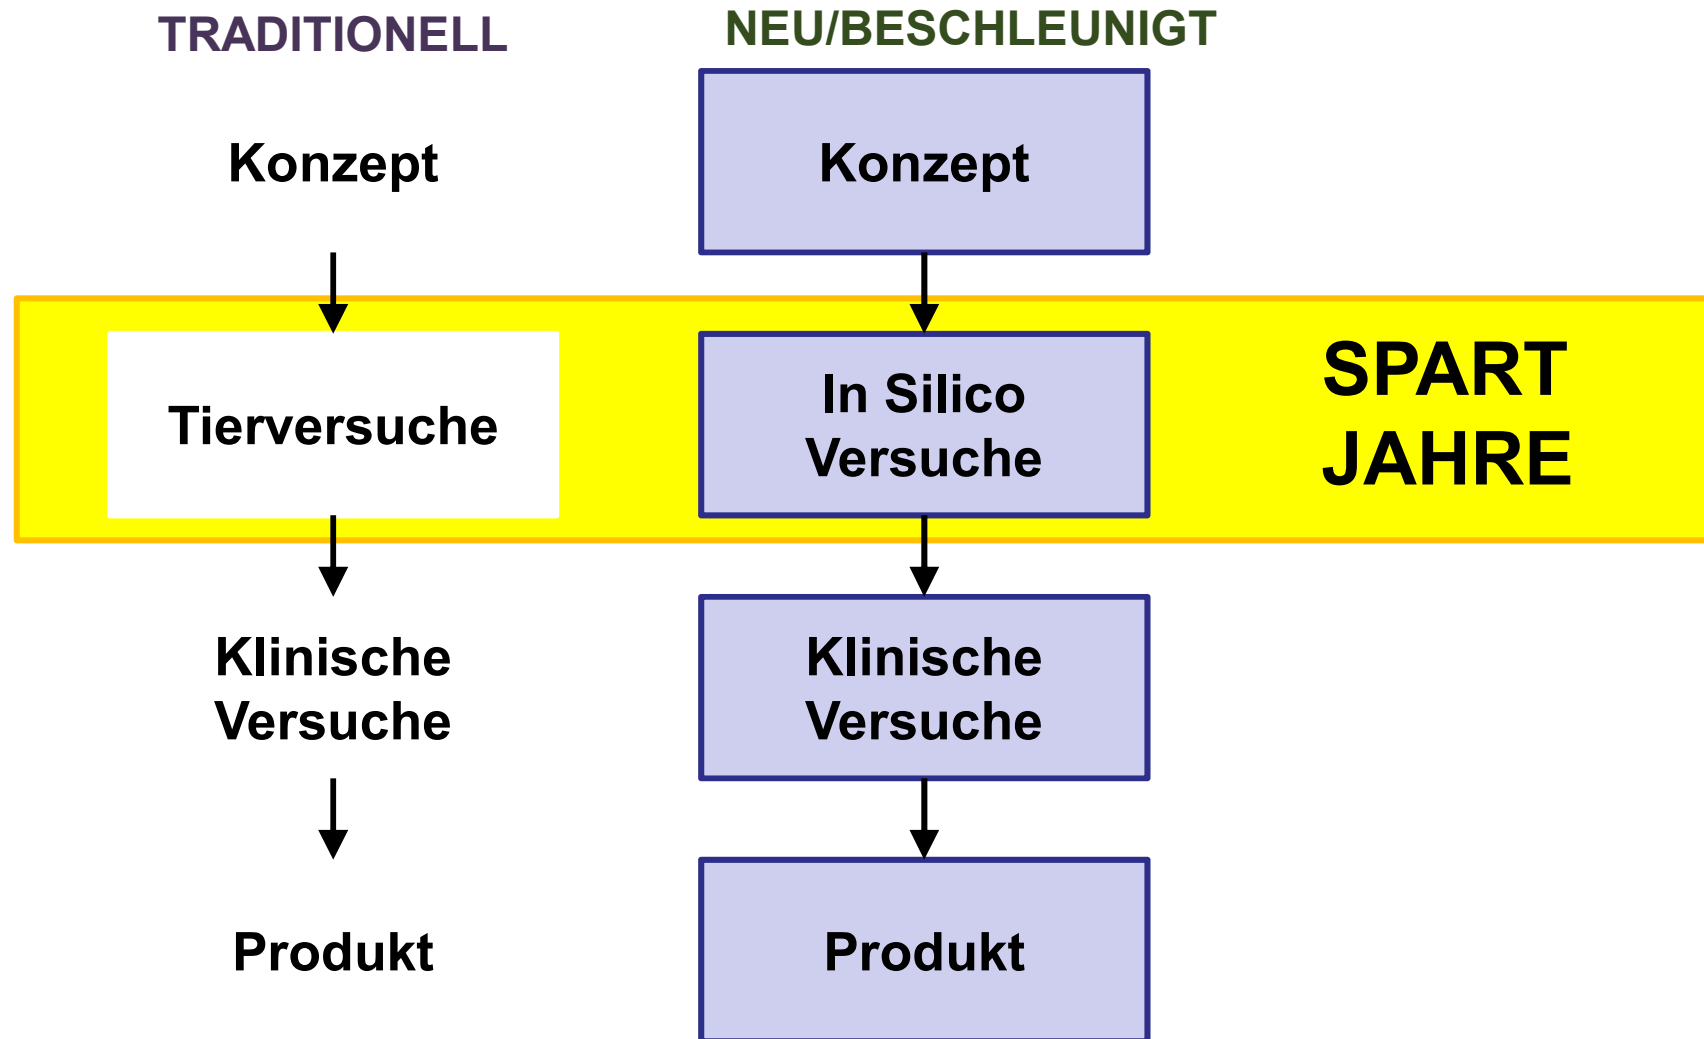 TRADITIONELL
NEU/BESCHLEUNIGT
Konzept
Konzept
Tierversuche
In Silico
Versuche
SPART
JAHRE
Klinische
Versuche
Klinische
Versuche
Produkt
Produkt